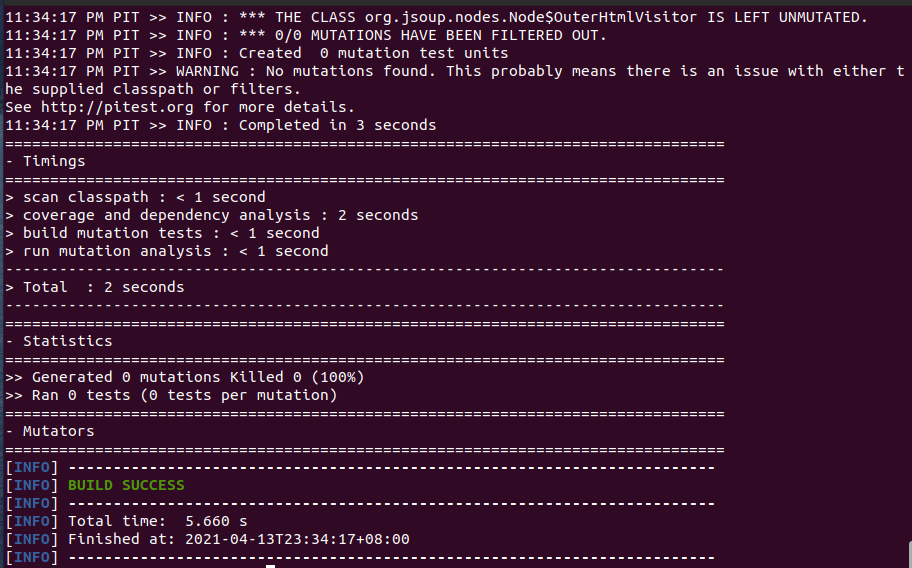 11:34:17 PM PIT >> INFO : *** THE CLASS org.jsoup.nodes.Node$OuterHtmlVisitor IS LEFT UNMUTATED.
11:34:17 PM PIT >> INFO : *** 0/0 MUTATIONS HAVE BEEN FILTERED OUT.
11:34:17 PM PIT >> INFO : Created  0 mutation test units
11:34:17 PM PIT >> WARNING : No mutations found. This probably means there is an issue with either t
he supplied classpath or filters.
See http://pitest.org for more details.
11:34:17 PM PIT >> INFO : Completed in 3 seconds
================================================================================
- Timings
================================================================================
> scan classpath : < 1 second
> coverage and dependency analysis : 2 seconds
> build mutation tests : < 1 second
> run mutation analysis : < 1 second
--------------------------------------------------------------------------------
> Total  : 2 seconds
--------------------------------------------------------------------------------
================================================================================
- Statistics
================================================================================
>> Generated 0 mutations Killed 0 (100%)
>> Ran 0 tests (0 tests per mutation)
================================================================================
- Mutators
================================================================================
[INFO] ------------------------------------------------------------------------
[INFO] BUILD SUCCESS
[INFO] ------------------------------------------------------------------------
[INFO] Total time:  5.660 s
[INFO] Finished at: 2021-04-13T23:34:17+08:00
[INFO] ------------------------------------------------------------------------